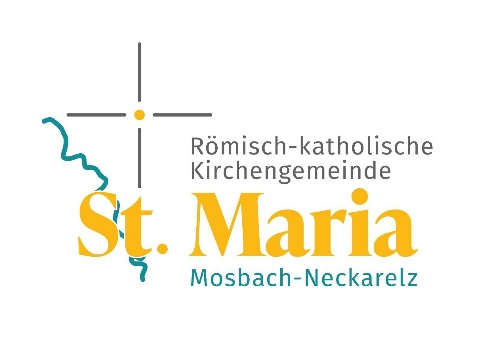 Römisch-katholische
Kirchengemeinde
St. Maria
Mosbach-Neckarelz